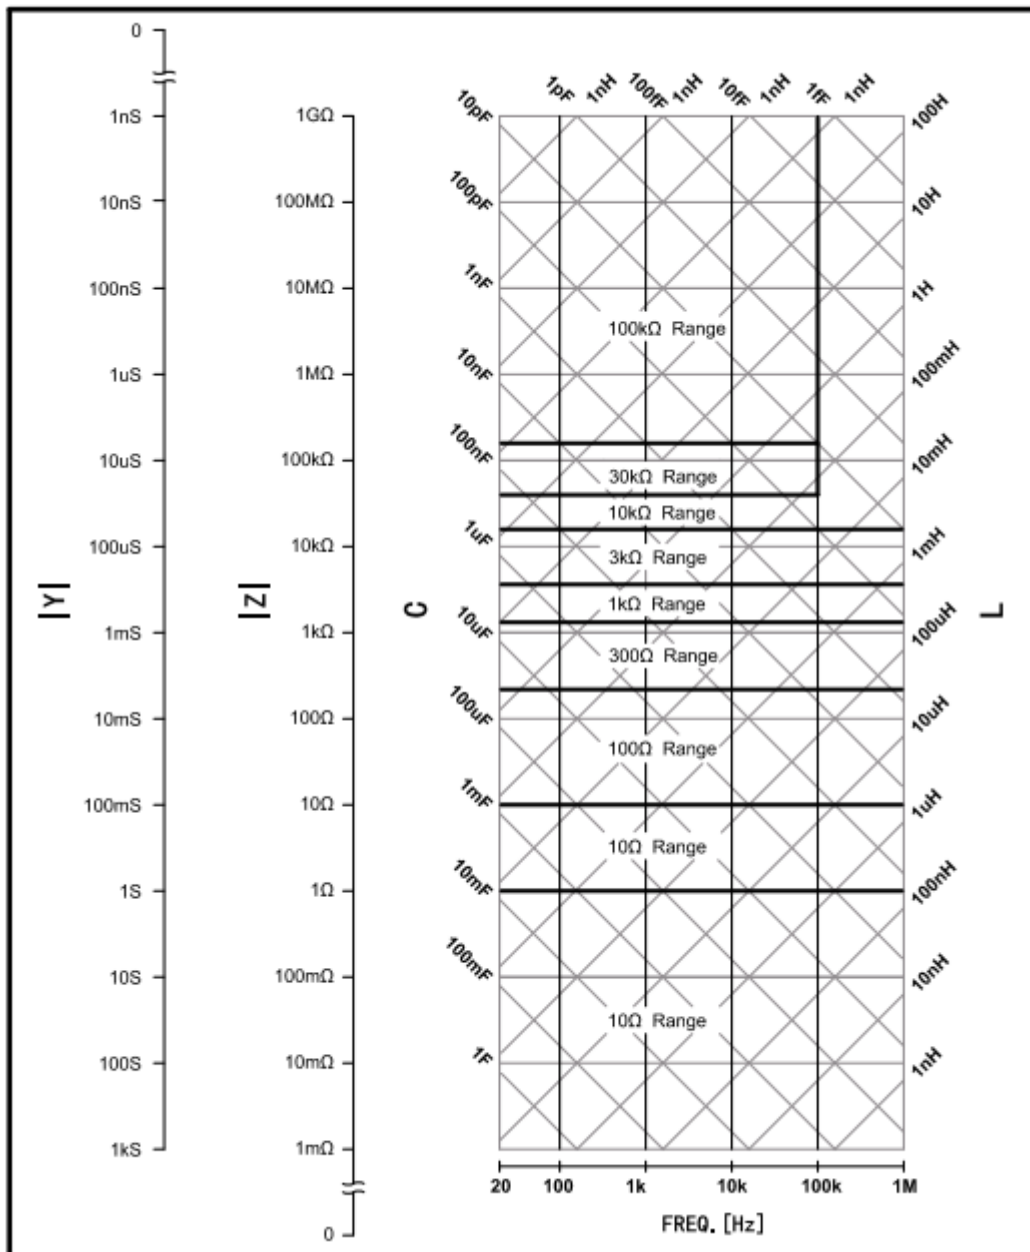 0
1nS
10nS
100nS
1uS
10uS
100uS
1mS
10mS
100mS
1S
10S
100S
1kS
|Y|
1GΩ
100MΩ
10MΩ
1MΩ
100kΩ
10kΩ
1kΩ
100Ω
10Ω
1Ω
100mΩ
10mΩ
1mΩ
0
|Z|
C
10pF
100pF
1nF
10nF
100nF
1uF
10uF
100uF
1mF
10mF
100mF
1F
1pF
1nH
100fF
1nH
10fF
1nH
1fF
1nH
100kΩ Range
30kΩ Range
10kΩ Range
3kΩ Range
1kΩ Range
300Ω Range
100Ω Range
10Ω Range
10Ω Range
100H
10H
1H
100mH
10mH
1mH
100uH
10uH
1uH
100nH
10nH
1nH
L
20 100 1k 10k 100k 1M
FREQ. [Hz]